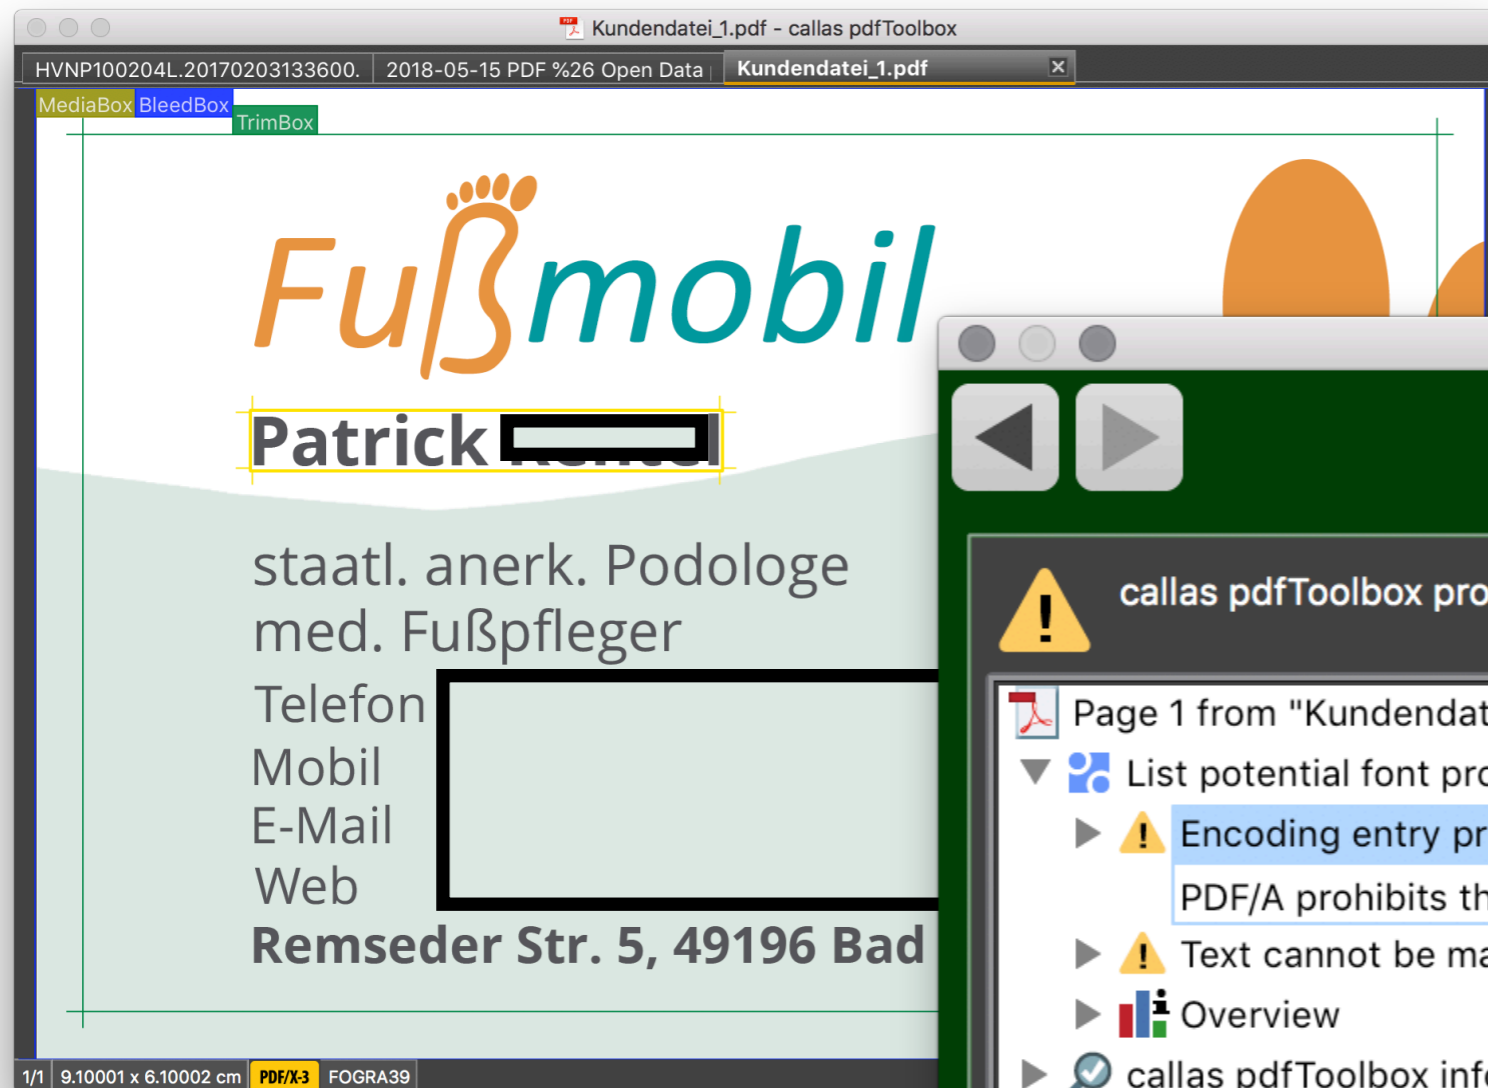 Kundendatei_1.pdf - callas pdfToolbox
HVNP100204L.20170203133600.
2018-05-15 PDF %26 Open Data
Kundendatei_1.pdf
MediaBox
BleedBox
TrimBox
Fußmobil
Patrick
staatl. anerk. Podologe
med. Fußpfleger
Telefon
Mobil
E-Mail
Web
Remseder Str. 5, 49196 Bad
1/1
9.10001 x 6.10002 cm
PDF/X-3
FOGRA39
callas pdfToolbox pro
Page 1 from "Kundendat
List potential font pro
Encoding entry pr
PDF/A prohibits th
Text cannot be ma
Overview
callas pdfToolbox info